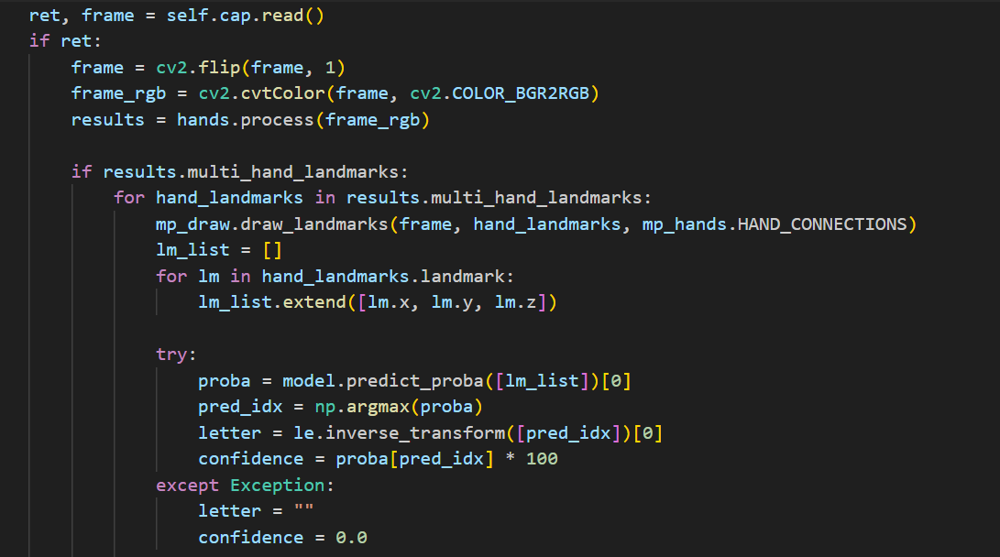 ret, frame = self.cap.read()
if ret:
    frame = cv2.flip(frame, 1)
    frame_rgb = cv2.cvtColor(frame, cv2.COLOR_BGR2RGB)
    results = hands.process(frame_rgb)

    if results.multi_hand_landmarks:
        for hand_landmarks in results.multi_hand_landmarks:
            mp_draw.draw_landmarks(frame, hand_landmarks, mp_hands.HAND_CONNECTIONS)
            lm_list = []
            for lm in hand_landmarks.landmark:
                lm_list.extend([lm.x, lm.y, lm.z])

            try:
                proba = model.predict_proba([lm_list])[0]
                pred_idx = np.argmax(proba)
                letter = le.inverse_transform([pred_idx])[0]
                confidence = proba[pred_idx] * 100
            except Exception:
                letter = ""
                confidence = 0.0